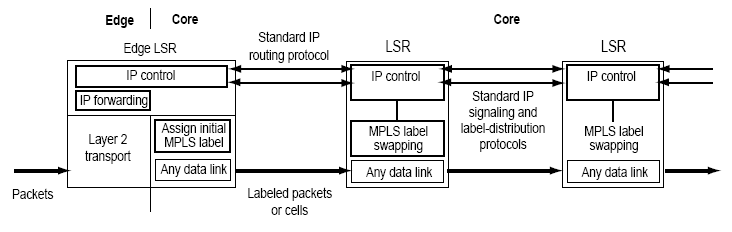 Edge Core Core
Edge LSR
Standard IP
routing protocol
LSR
LSR
IP control
IP control
IP control
IP forwarding
Layer 2
transport
Assign initial
MPLS label
Any data link
Standard IP
signaling and
label-distribution
protocols
MPLS label
swapping
Any data link
MPLS label
swapping
Any data link
Packets
Labeled packets
or cells